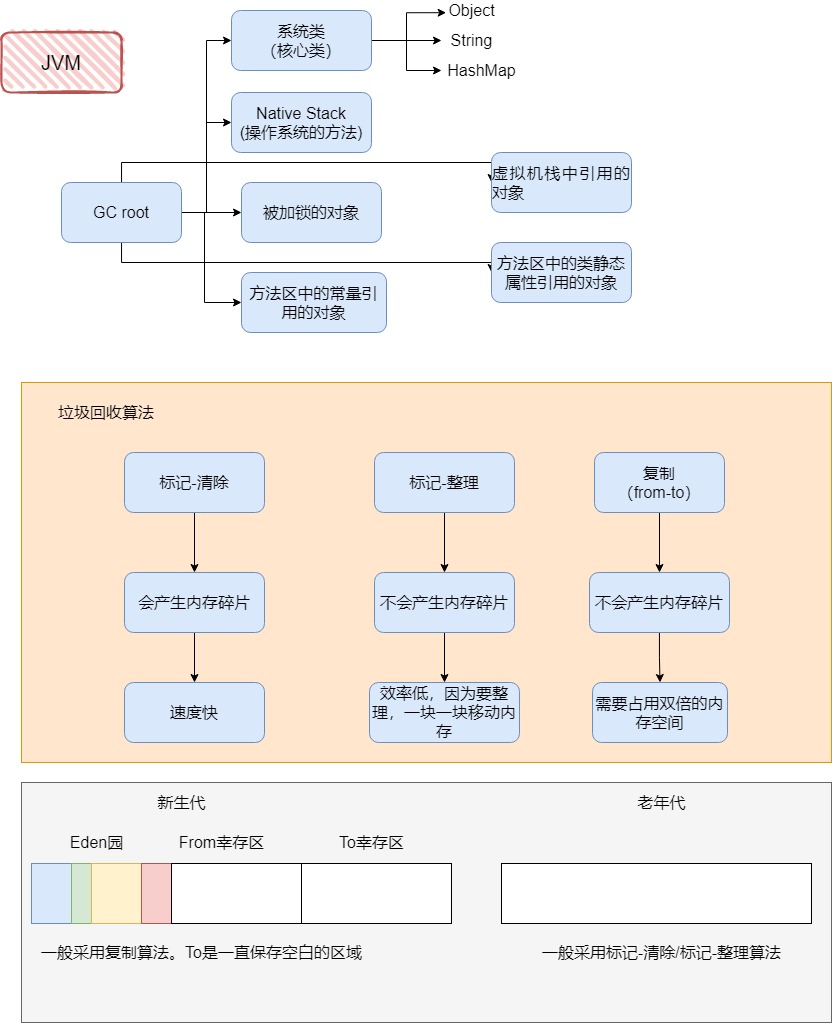 JVM
系统类
（核心类）
Object
String
HashMap
Native Stack
(操作系统的方法)
虚拟机栈中引用的
对象
GC root
被加锁的对象
方法区中的类静态
属性引用的对象
方法区中的常量引
用的对象
垃圾回收算法
标记-清除
标记-整理
复制
（from-to）
会产生内存碎片
不会产生内存碎片
不会产生内存碎片
速度快
效率低，因为要整
理，一块一块移动内
存
需要占用双倍的内
存空间
新生代
老年代
Eden园
From幸存区
To幸存区
一般采用复制算法。To是一直保存空白的区域
一般采用标记-清除/标记-整理算法